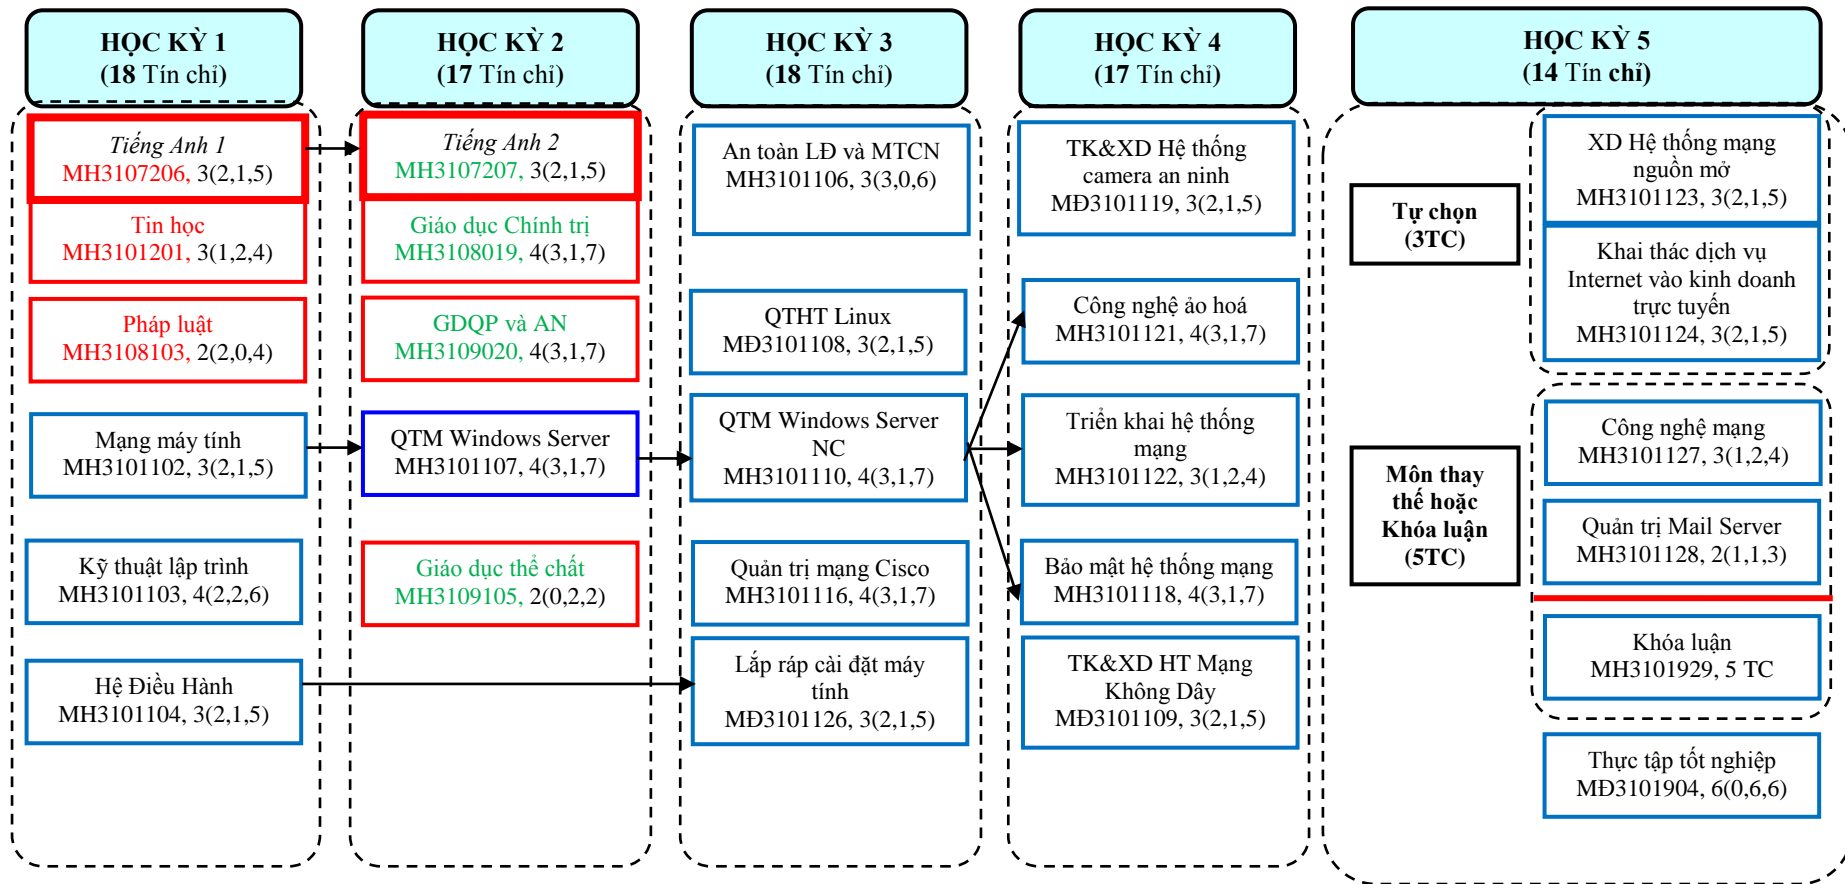 HỌC KỲ 1
(18 Tín chỉ)
Tiếng Anh 1
MH3107206, 3(2,1,5)
Tin học
MH3101201, 3(1,2,4)
Pháp luật
MH3108103, 2(2,0,4)
Mạng máy tính
MH3101102, 3(2,1,5)
Kỹ thuật lập trình
MH3101103, 4(2,2,6)
Hệ Điều Hành
MH3101104, 3(2,1,5)
HỌC KỲ 2
(17 Tín chỉ)
Tiếng Anh 2
MH3107207, 3(2,1,5)
Giáo dục Chính trị
MH3108019, 4(3,1,7)
GDQP và AN
MH3109020, 4(3,1,7)
QTM Windows Server
MH3101107, 4(3,1,7)
Giáo dục thể chất
MH3109105, 2(0,2,2)
HỌC KỲ 3
(18 Tín chỉ)
An toàn LĐ và MTCN
MH3101106, 3(3,0,6)
QTHT Linux
MĐ3101108, 3(2,1,5)
QTM Windows Server
NC
MH3101110, 4(3,1,7)
Quản trị mạng Cisco
MH3101116, 4(3,1,7)
Lắp ráp cài đặt máy
tính
MĐ3101126, 3(2,1,5)
HỌC KỲ 4
(17 Tín chỉ)
TK&XD Hệ thống
camera an ninh
MĐ3101119, 3(2,1,5)
Công nghệ ảo hoá
MH3101121, 4(3,1,7)
Triển khai hệ thống
mạng
MH3101122, 3(1,2,4)
Bảo mật hệ thống mạng
MH3101118, 4(3,1,7)
TK&XD HT Mạng
Không Dây
MĐ3101109, 3(2,1,5)
HỌC KỲ 5
(14 Tín chỉ)
Tự chọn
(3TC)
XD Hệ thống mạng
nguồn mở
MH3101123, 3(2,1,5)
Khai thác dịch vụ
Internet vào kinh doanh
trực tuyến
MH3101124, 3(2,1,5)
Môn thay
thế hoặc
Khóa luận
(5TC)
Công nghệ mạng
MH3101127, 3(1,2,4)
Quản trị Mail Server
MH3101128, 2(1,1,3)
Khóa luận
MH3101929, 5 TC
Thực tập tốt nghiệp
MĐ3101904, 6(0,6,6)